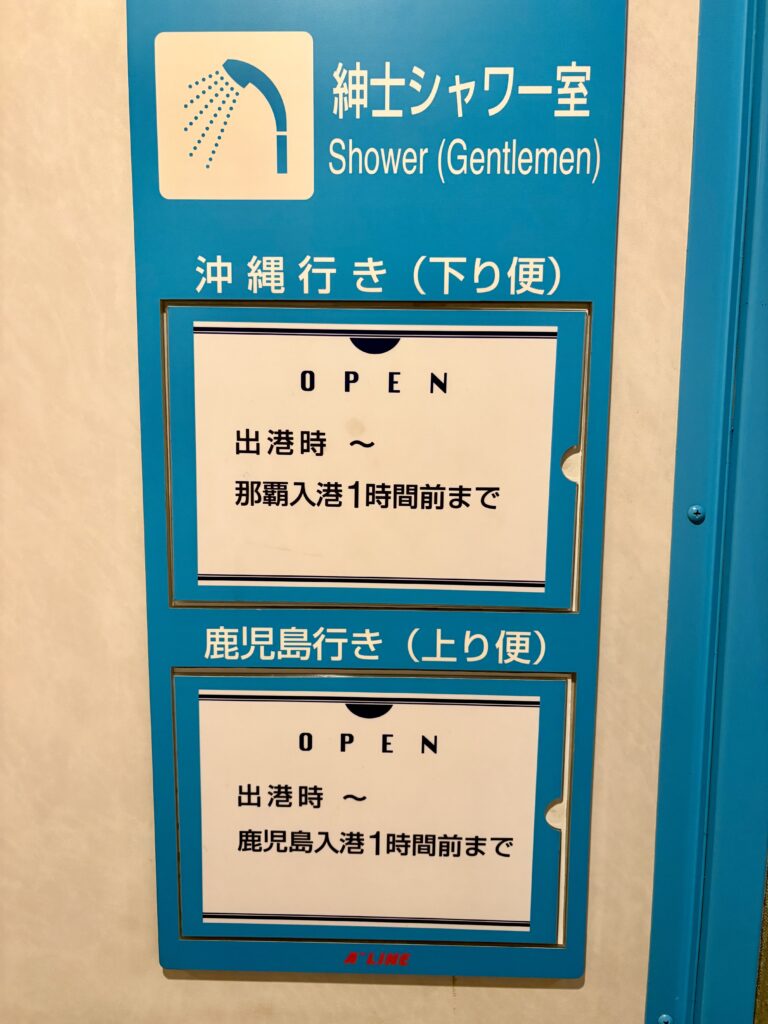 紳士シャワー室
Shower (Gentlemen)
沖縄行き（下り便）
OPEN
出港時 ～
那覇入港1時間前まで
鹿児島行き（上り便）
OPEN
出港時 ～
鹿児島入港1時間前まで
A"LINE